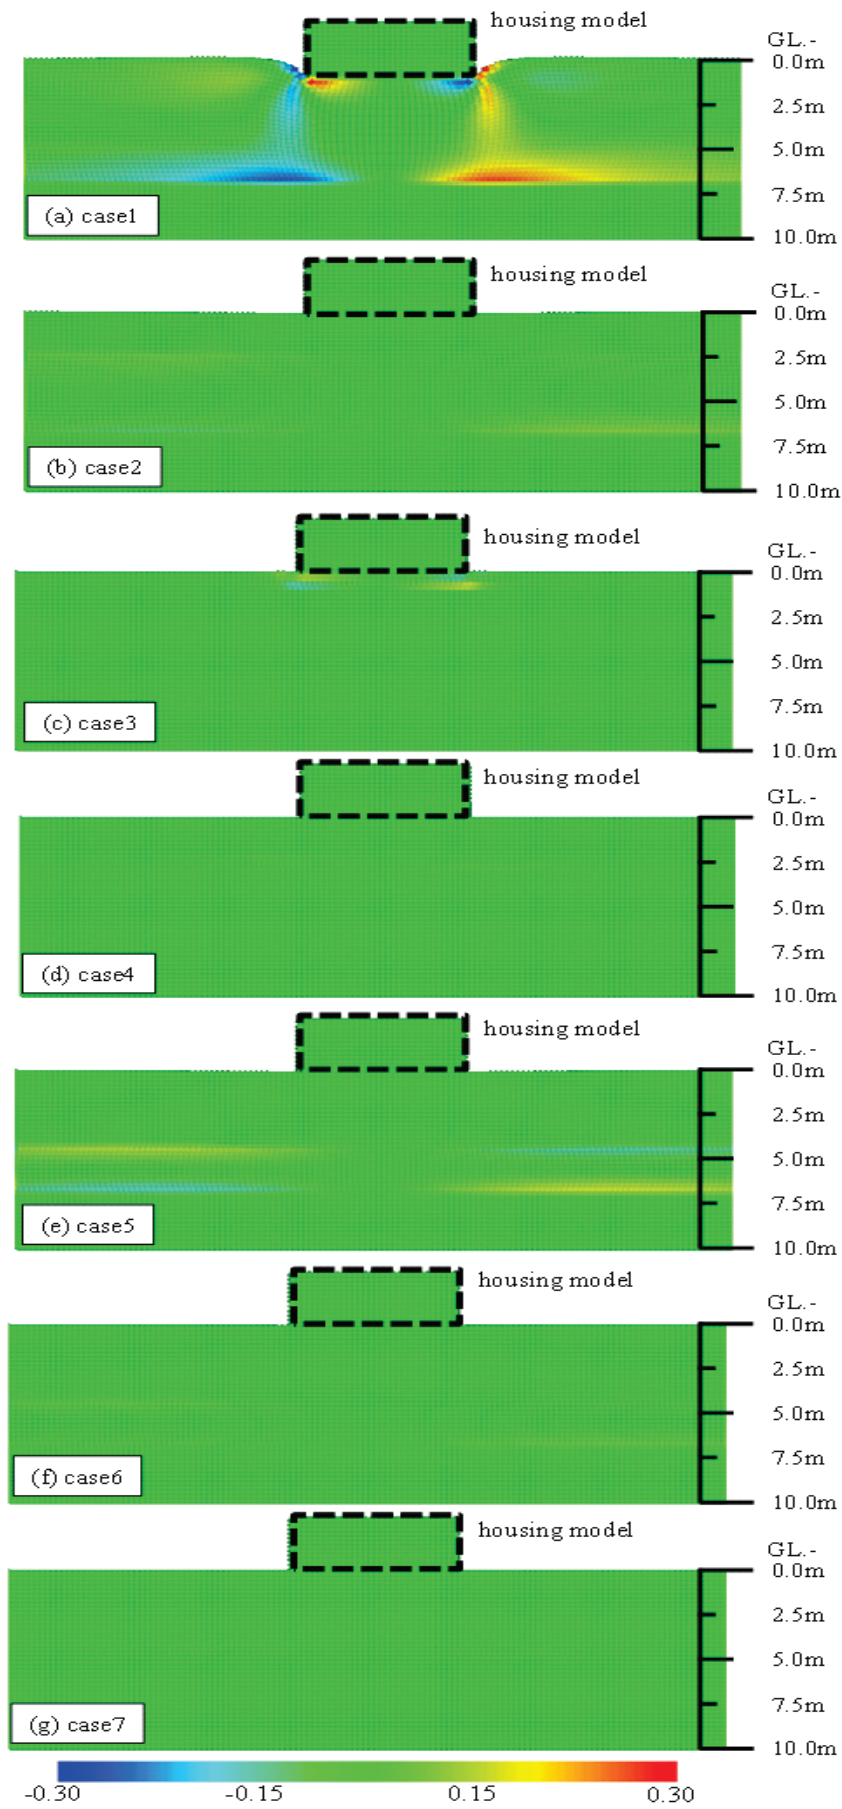 housing model
GL.-
0.0m
2.5m
5.0m
7.5m
10.0m
(a) case1
housing model
GL.-
0.0m
2.5m
5.0m
7.5m
10.0m
(b) case2
housing model
GL.-
0.0m
2.5m
5.0m
7.5m
10.0m
(c) case3
housing model
GL.-
0.0m
2.5m
5.0m
7.5m
10.0m
(d) case4
housing model
GL.-
0.0m
2.5m
5.0m
7.5m
10.0m
(e) case5
housing model
GL.-
0.0m
2.5m
5.0m
7.5m
10.0m
(f) case6
housing model
GL.-
0.0m
2.5m
5.0m
7.5m
10.0m
(g) case7
-0.30 -0.15 0.15 0.30